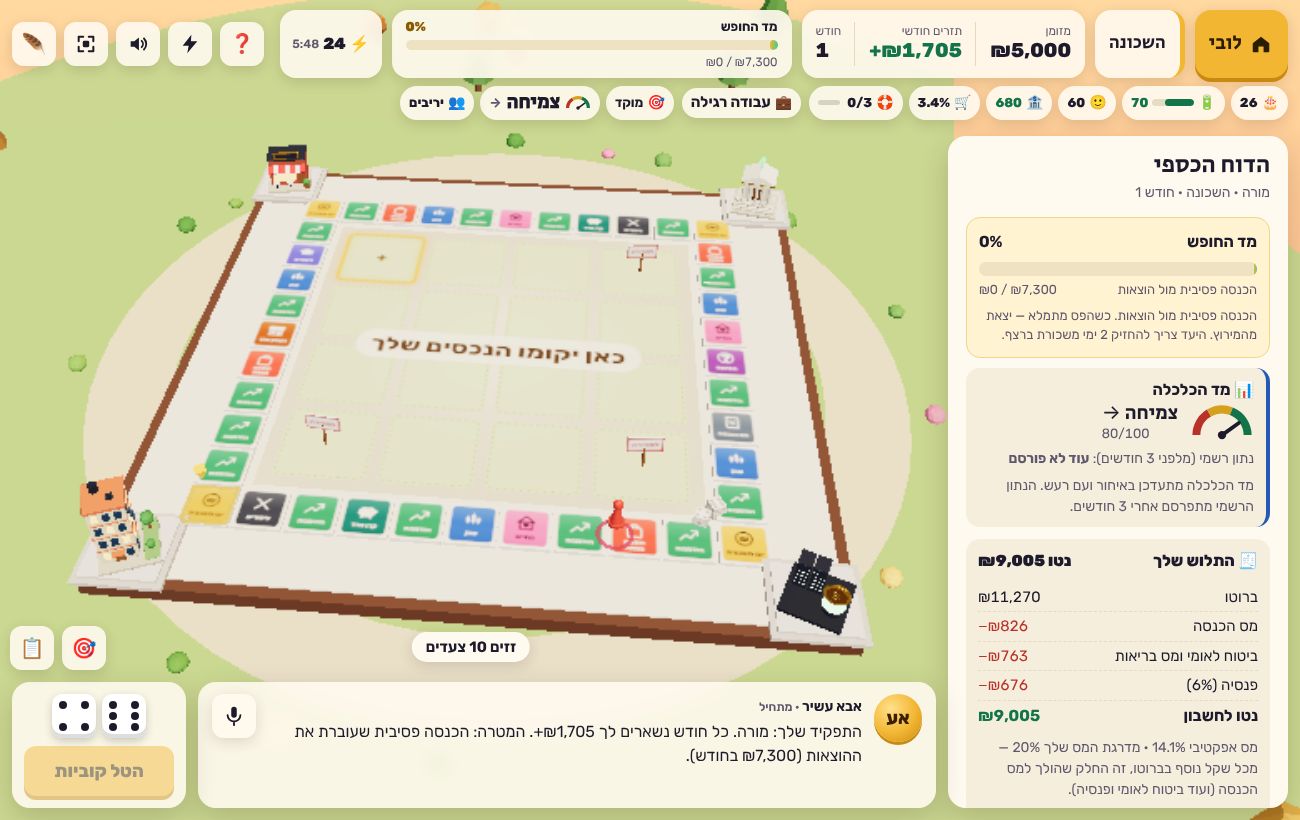 לובי
השכונה
מזומן
₪5,000
תזרים חודשי
+₪1,705
חודש
1
מד החופש
0%
₪0 / ₪7,300
24
5:48
26
70
60
680
3.4%
0/3
עבודה רגילה
מוקד
צמיחה →
יריבים
הדוח הכספי
מורה · השכונה · חודש 1
מד החופש
0%
הכנסה פסיבית מול הוצאות
₪0 / ₪7,300
הכנסה פסיבית מול הוצאות. כשהפס מתמלא — יצאת
מהמירוץ. היעד צריך להחזיק 2 ימי משכורת ברצף.
מד הכלכלה
צמיחה →
80/100
נתון רשמי (מלפני 3 חודשים): עוד לא פורסם
מד הכלכלה מתעדכן באיחור ועם רעש. הנתון
הרשמי מתפרסם אחרי 3 חודשים.
התלוש שלך
נטו ₪9,005
ברוטו
₪11,270
מס הכנסה
−₪826
ביטוח לאומי ומס בריאות
−₪763
פנסיה (6%)
−₪676
נטו לחשבון
₪9,005
מס אפקטיבי 14.1% · מדרגת המס שלך 20% —
מכל שקל נוסף בברוטו, זה החלק שהולך למס
הכנסה (ועוד ביטוח לאומי ופנסיה).
כאן יקומו הנכסים שלך
זזים 10 צעדים
אע
אבא עשיר · מתחיל
התפקיד שלך: מורה. כל חודש נשארים לך ₪1,705+. המטרה: הכנסה פסיבית שעוברת את
ההוצאות (₪7,300 בחודש).
הטל קוביות